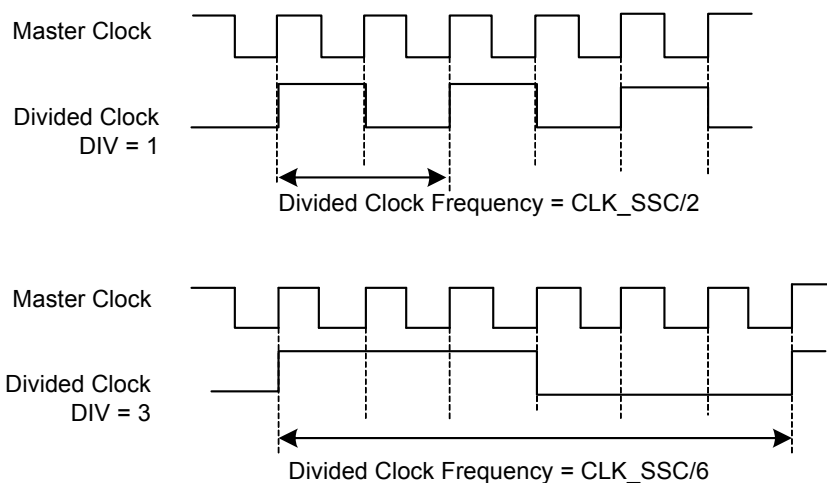 Master Clock
Divided Clock
DIV = 1
Divided Clock Frequency = CLK_SSC/2
Master Clock
Divided Clock
DIV = 3
Divided Clock Frequency = CLK_SSC/6